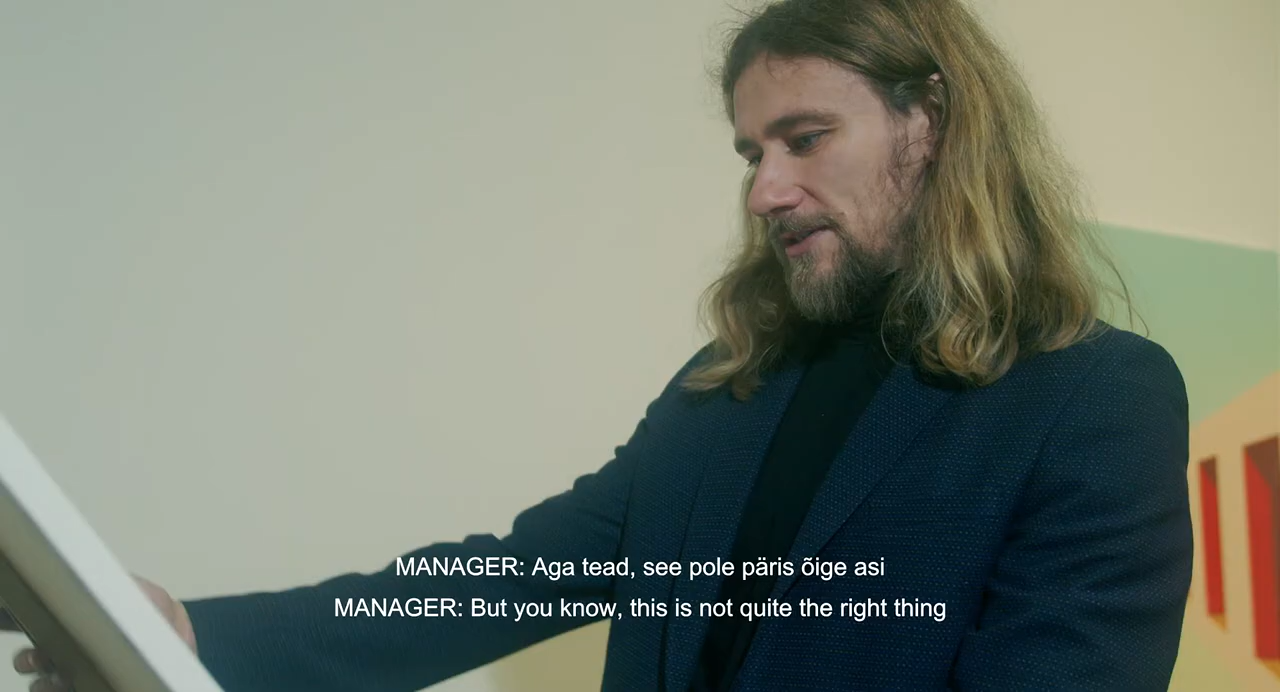 MANAGER: Aga tead, see pole päris õige asi
MANAGER: But you know, this is not quite the right thing